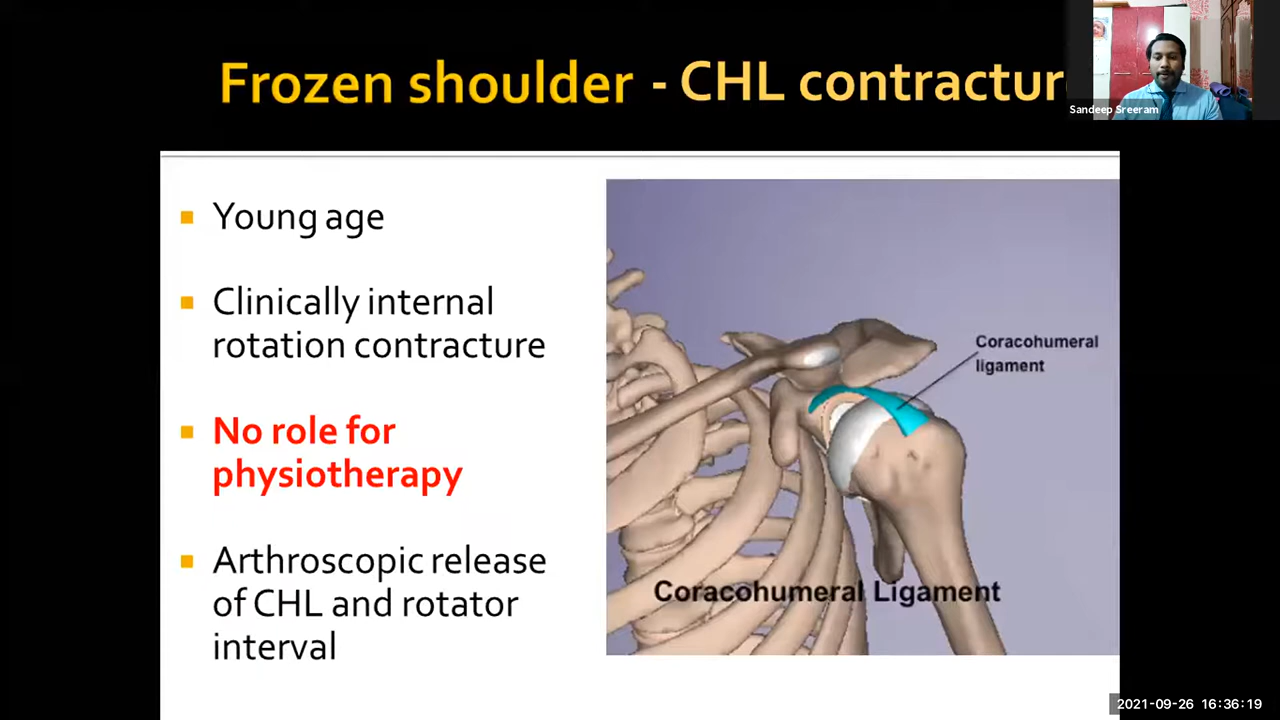 Frozen shoulder - CHL contractur
Sandeep Sreeram
Young age
Clinically internal
rotation contracture
No role for
physiotherapy
Arthroscopic release
of CHL and rotator
interval
Coracohumeral
ligament
Coracohumeral Ligament
2021-09-26 16:36:19